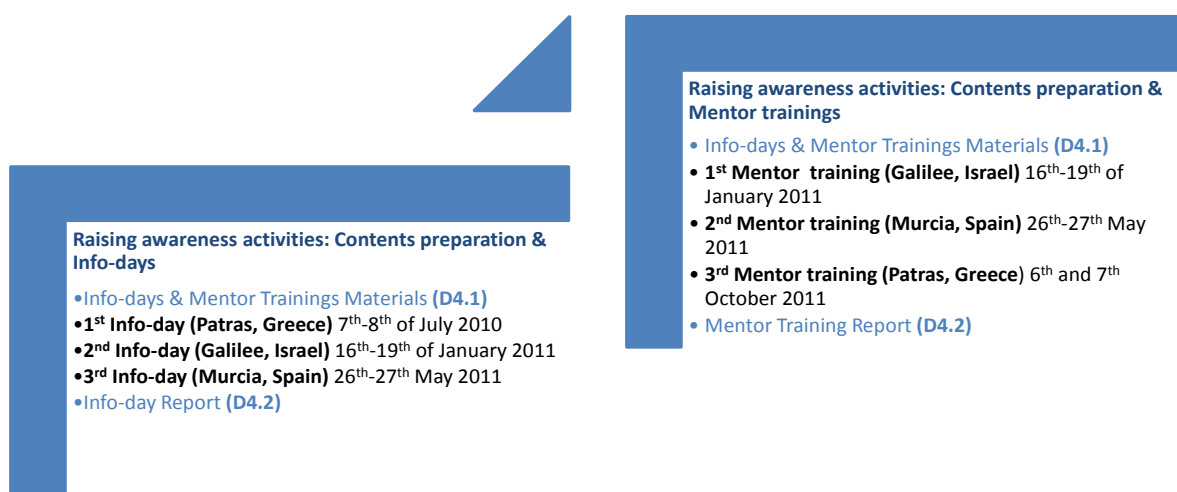 Raising awareness activities: Contents preparation &
Info-days
•Info-days & Mentor Trainings Materials (D4.1)
•1st Info-day (Patras, Greece) 7th-8th of July 2010
•2nd Info-day (Galilee, Israel) 16th-19th of January 2011
•3rd Info-day (Murcia, Spain) 26th-27th May 2011
•Info-day Report (D4.2)
Raising awareness activities: Contents preparation &
Mentor trainings
• Info-days & Mentor Trainings Materials (D4.1)
• 1st Mentor training (Galilee, Israel) 16th-19th of
January 2011
• 2nd Mentor training (Murcia, Spain) 26th-27th May
2011
• 3rd Mentor training (Patras, Greece) 6th and 7th
October 2011
• Mentor Training Report (D4.2)